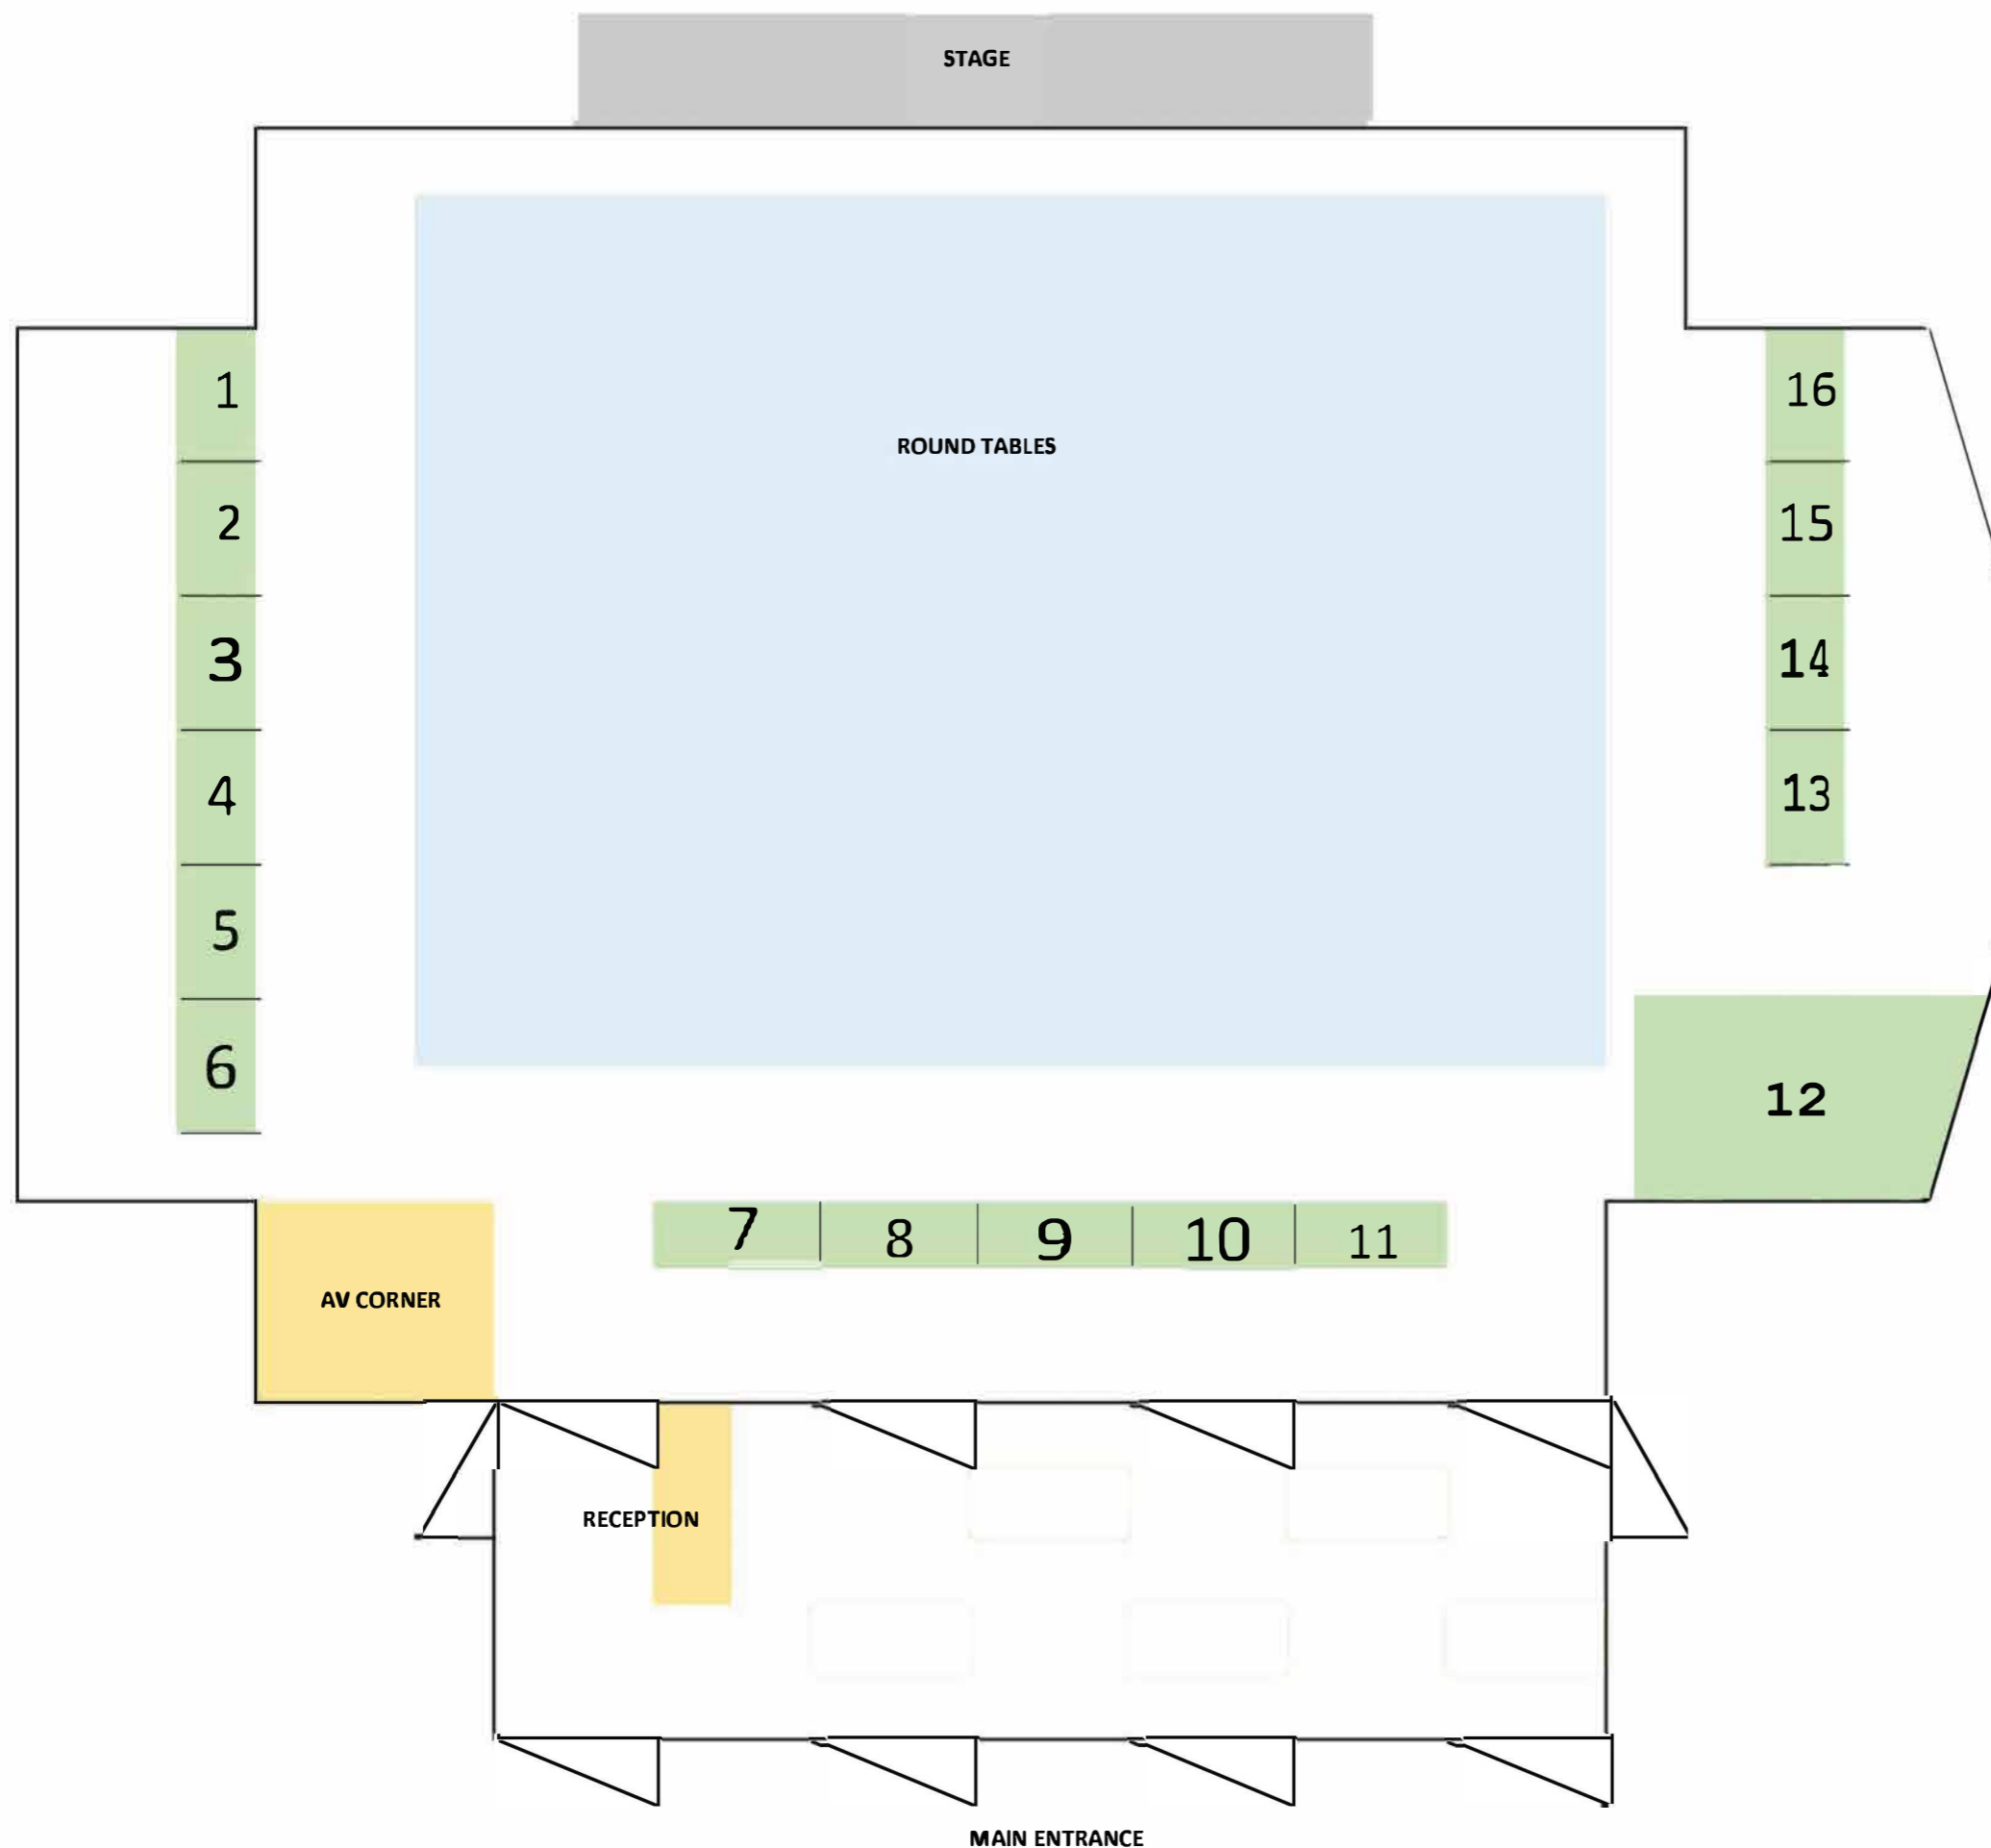 STAGE
ROUND TABLES
1
16
2
15
3
14
4
13
5
6
12
7 8 9 10 11
AV CORNER
RECEPTION
MAIN ENTRANCE